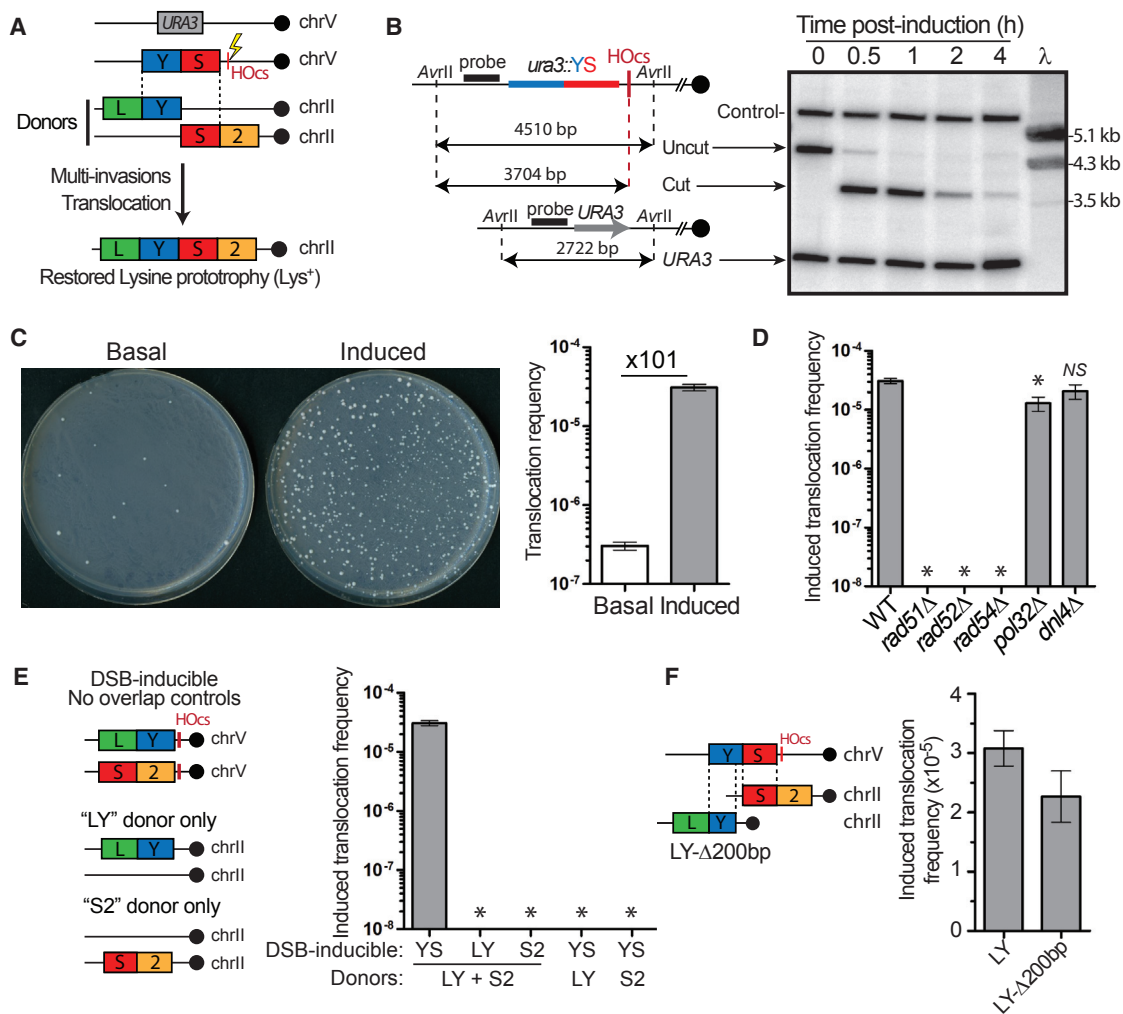 A
URA3
chrV
Y S
chrV
HOcs
Donors
L Y
chrII
S 2
chrII
Multi-invasions
Translocation
L Y S 2
chrII
Restored Lysine prototrophy (Lys⁺)
B
AvrII
probe
ura3::YS
HOcs
AvrII
4510 bp
3704 bp
AvrII
probe
URA3
AvrII
2722 bp
Time post-induction (h)
0 0.5 1 2 4 λ
Control-
Uncut
Cut
URA3
-5.1 kb
-4.3 kb
-3.5 kb
C
Basal
Induced
Translocation requency
10⁻⁴
10⁻⁵
10⁻⁶
10⁻⁷
x101
Basal Induced
D
Induced translocation frequency
10⁻⁴
10⁻⁵
10⁻⁶
10⁻⁷
10⁻⁸
* * * * NS
WT
rad51Δ
rad52Δ
rad54Δ
pol32Δ
dnl4Δ
E
DSB-inducible
No overlap controls
HOcs
L Y
chrV
S 2
chrV
"LY" donor only
L Y
chrII
chrII
"S2" donor only
chrII
S 2
chrII
Induced translocation frequency
10⁻⁴
10⁻⁵
10⁻⁶
10⁻⁷
10⁻⁸
* * * *
DSB-inducible: YS LY S2 YS YS
Donors: LY + S2 LY S2
F
HOcs
Y S
chrV
S 2
chrII
L Y
chrII
LY-Δ200bp
Induced translocation
frequency (x10⁻⁵)
4
3
2
1
0
LY
LY-Δ200bp